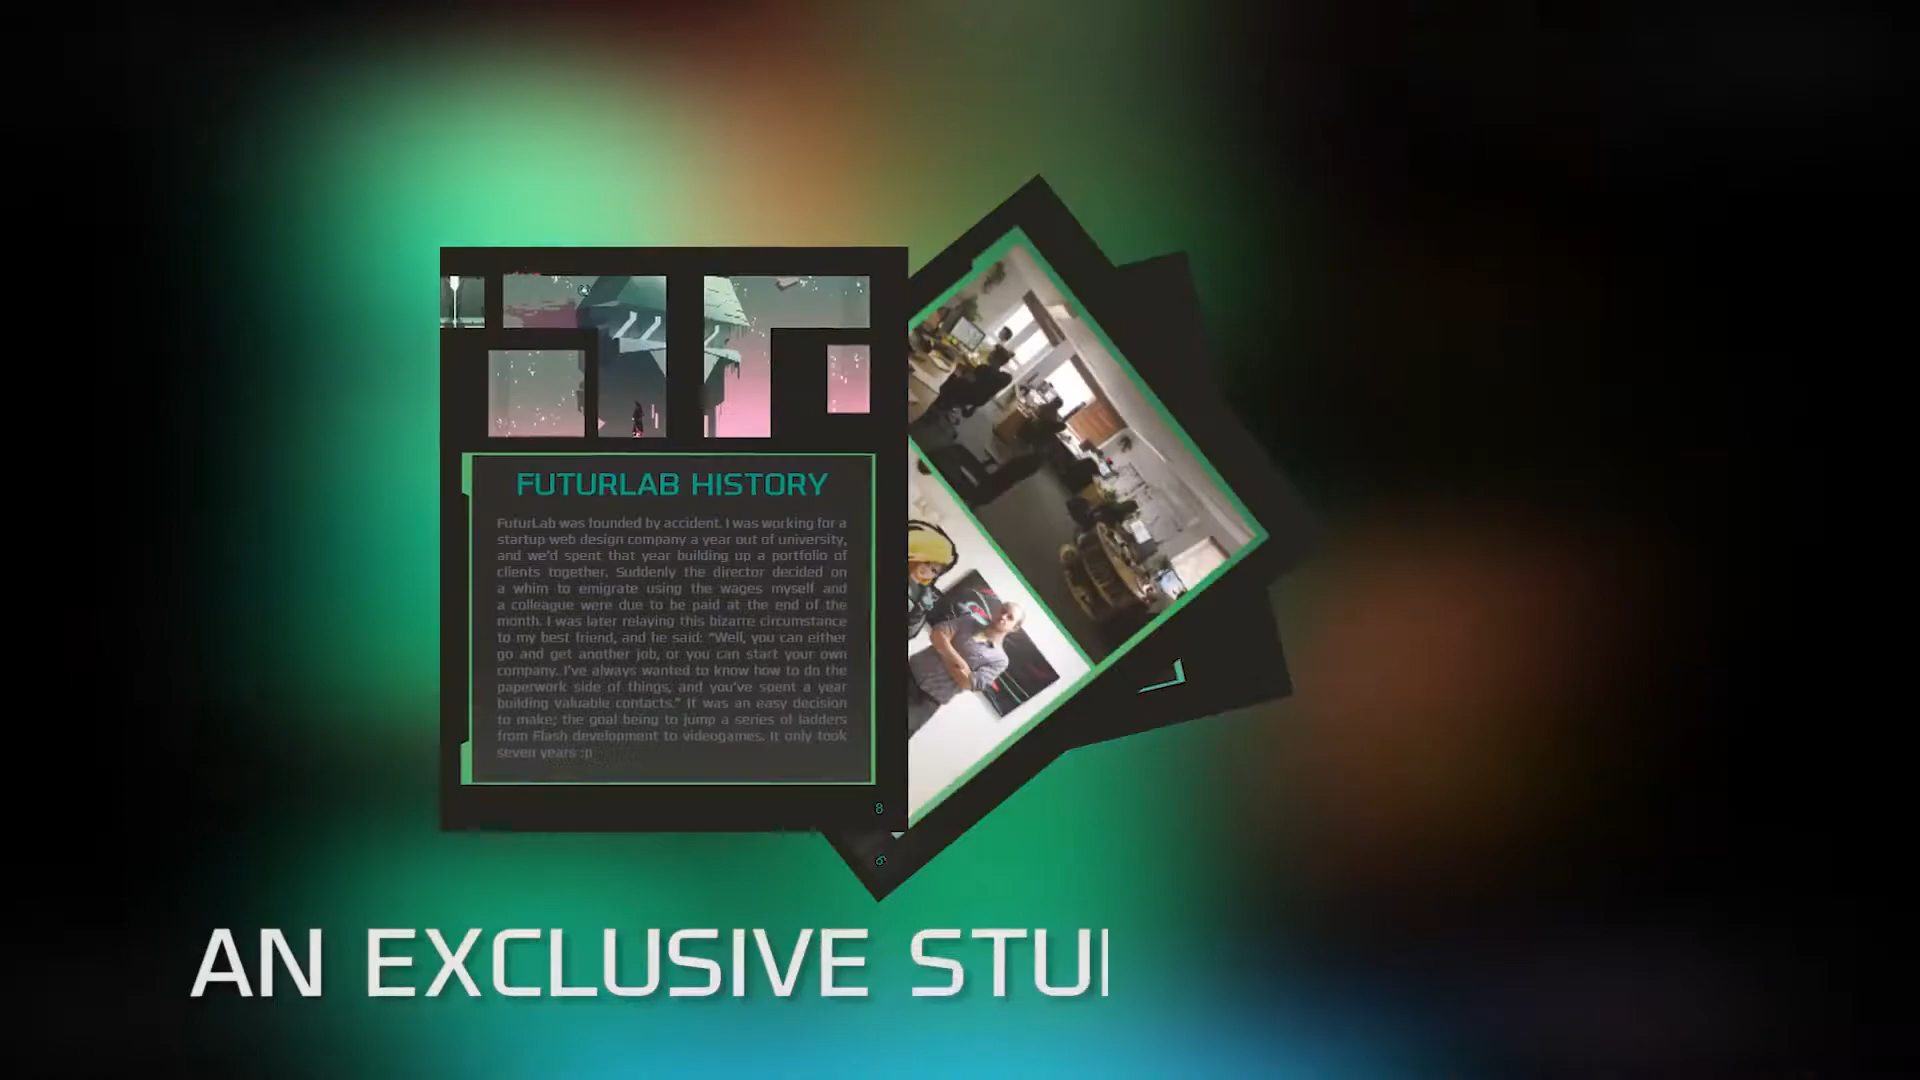 FUTURLAB HISTORY
FuturLab was founded by accident. I was working for a
startup web design company a year out of university,
and we'd spent that year building up a portfolio of
clients together. Suddenly the director decided on
a whim to emigrate using the wages myself and
a colleague were due to be paid at the end of the
month. I was later relaying this bizarre circumstance
to my best friend, and he said: "Well, you can either
go and get another job, or you can start your own
company. I've always wanted to know how to do the
paperwork side of things, and you've spent a year
building valuable contacts." It was an easy decision
to make; the goal being to jump a series of ladders
from Flash development to videogames. It only took
seven years :p
8
6
AN EXCLUSIVE STU